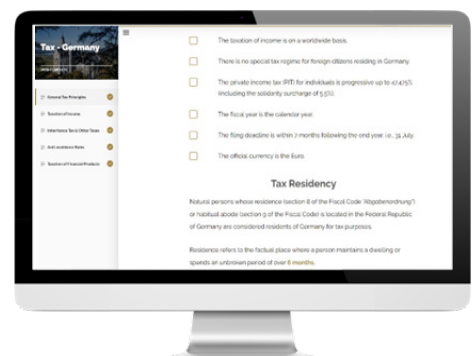 Tax - Germany
General Tax Principles
Taxation of Income
Inheritance Tax & Other Taxes
Anti-avoidance Rules
Taxation of Financial Products
The taxation of income is on a worldwide basis.
There is no special tax regime for foreign citizens residing in Germany.
The private income tax (PIT) for individuals is progressive up to 47.475%
(including the solidarity surcharge of 5.5%).
The fiscal year is the calendar year.
The filing deadline is within 7 months following the end year, i.e., 31 July.
The official currency is the Euro.
Tax Residency
Natural persons whose residence (section 8 of the Fiscal Code "Abgabenordnung")
or habitual abode (section 9 of the Fiscal Code) is located in the Federal Republic
of Germany are considered residents of Germany for tax purposes.
Residence refers to the factual place where a person maintains a dwelling or
spends an unbroken period of over 6 months.